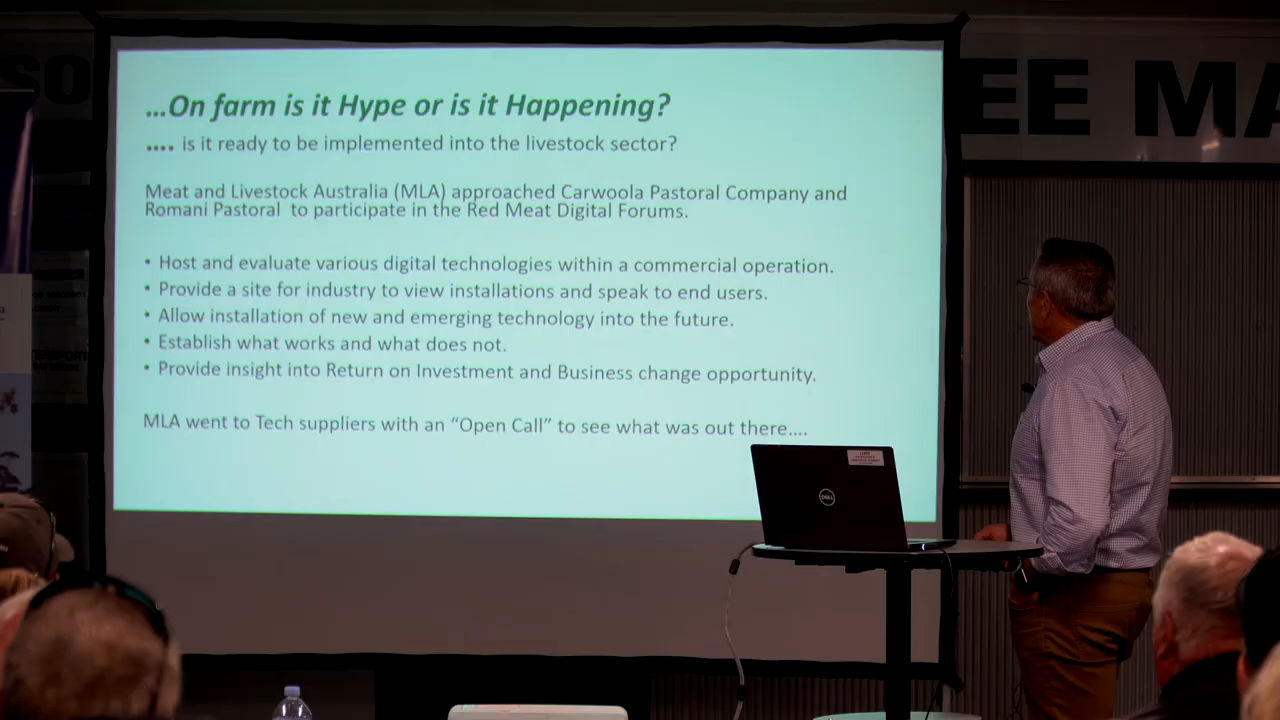 ...On farm is it Hype or is it Happening?
.... is it ready to be implemented into the livestock sector?
Meat and Livestock Australia (MLA) approached Carwoola Pastoral Company and
Romani Pastoral to participate in the Red Meat Digital Forums.
• Host and evaluate various digital technologies within a commercial operation.
• Provide a site for industry to view installations and speak to end users.
• Allow installation of new and emerging technology into the future.
• Establish what works and what does not.
• Provide insight into Return on Investment and Business change opportunity.
MLA went to Tech suppliers with an “Open Call” to see what was out there....
SO
EE MA
DELL